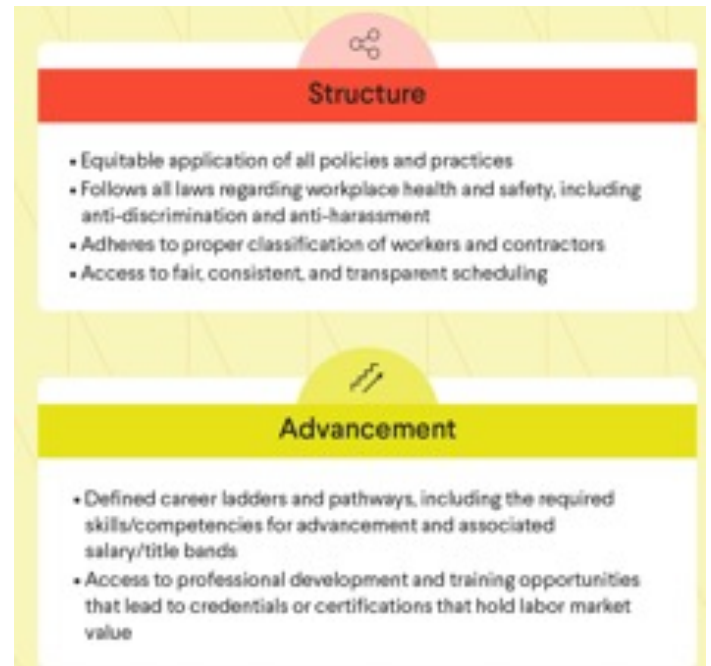 Structure
• Equitable application of all policies and practices
• Follows all laws regarding workplace health and safety, including
anti-discrimination and anti-harassment
• Adheres to proper classification of workers and contractors
• Access to fair, consistent, and transparent scheduling
Advancement
• Defined career ladders and pathways, including the required
skills/competencies for advancement and associated
salary/title bands
• Access to professional development and training opportunities
that lead to credentials or certifications that hold labor market
value